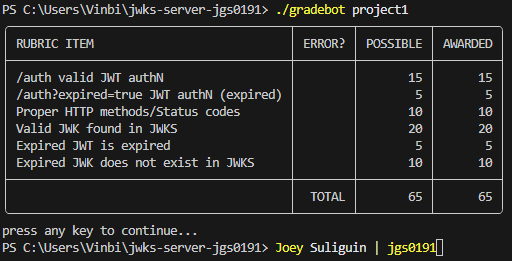 PS C:\Users\Vinbi\jwks-server-jgs0191> ./gradebot project1
RUBRIC ITEM ERROR? POSSIBLE AWARDED
/auth valid JWT authN 15 15
/auth?expired=true JWT authN (expired) 5 5
Proper HTTP methods/Status codes 10 10
Valid JWK found in JWKS 20 20
Expired JWT is expired 5 5
Expired JWK does not exist in JWKS 10 10
TOTAL 65 65
press any key to continue...
PS C:\Users\Vinbi\jwks-server-jgs0191> Joey Suliguin | jgs0191